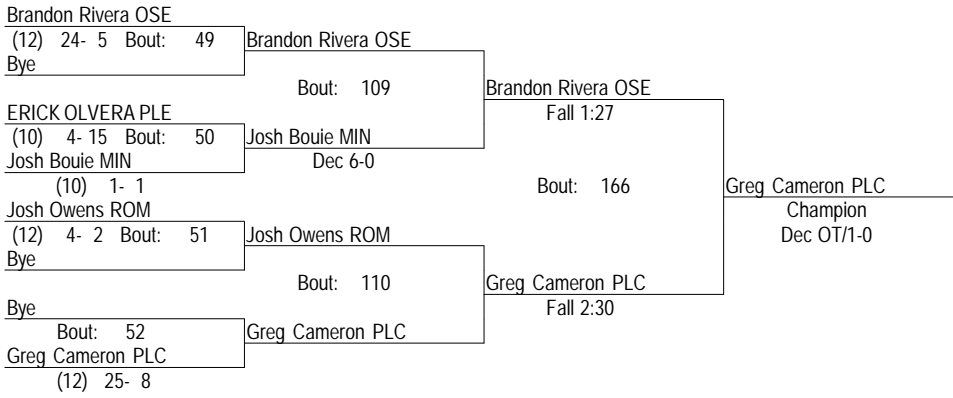 Brandon Rivera OSE
(12) 24- 5 Bout: 49 Brandon Rivera OSE
Bye
Bout: 109 Brandon Rivera OSE
ERICK OLVERA PLE Fall 1:27
(10) 4- 15 Bout: 50 Josh Bouie MIN
Josh Bouie MIN Dec 6-0
(10) 1- 1 Bout: 166 Greg Cameron PLC
Josh Owens ROM Champion
(12) 4- 2 Bout: 51 Josh Owens ROM Dec OT/1-0
Bye
Bout: 110 Greg Cameron PLC
Bye Fall 2:30
Bout: 52 Greg Cameron PLC
Greg Cameron PLC
(12) 25- 8